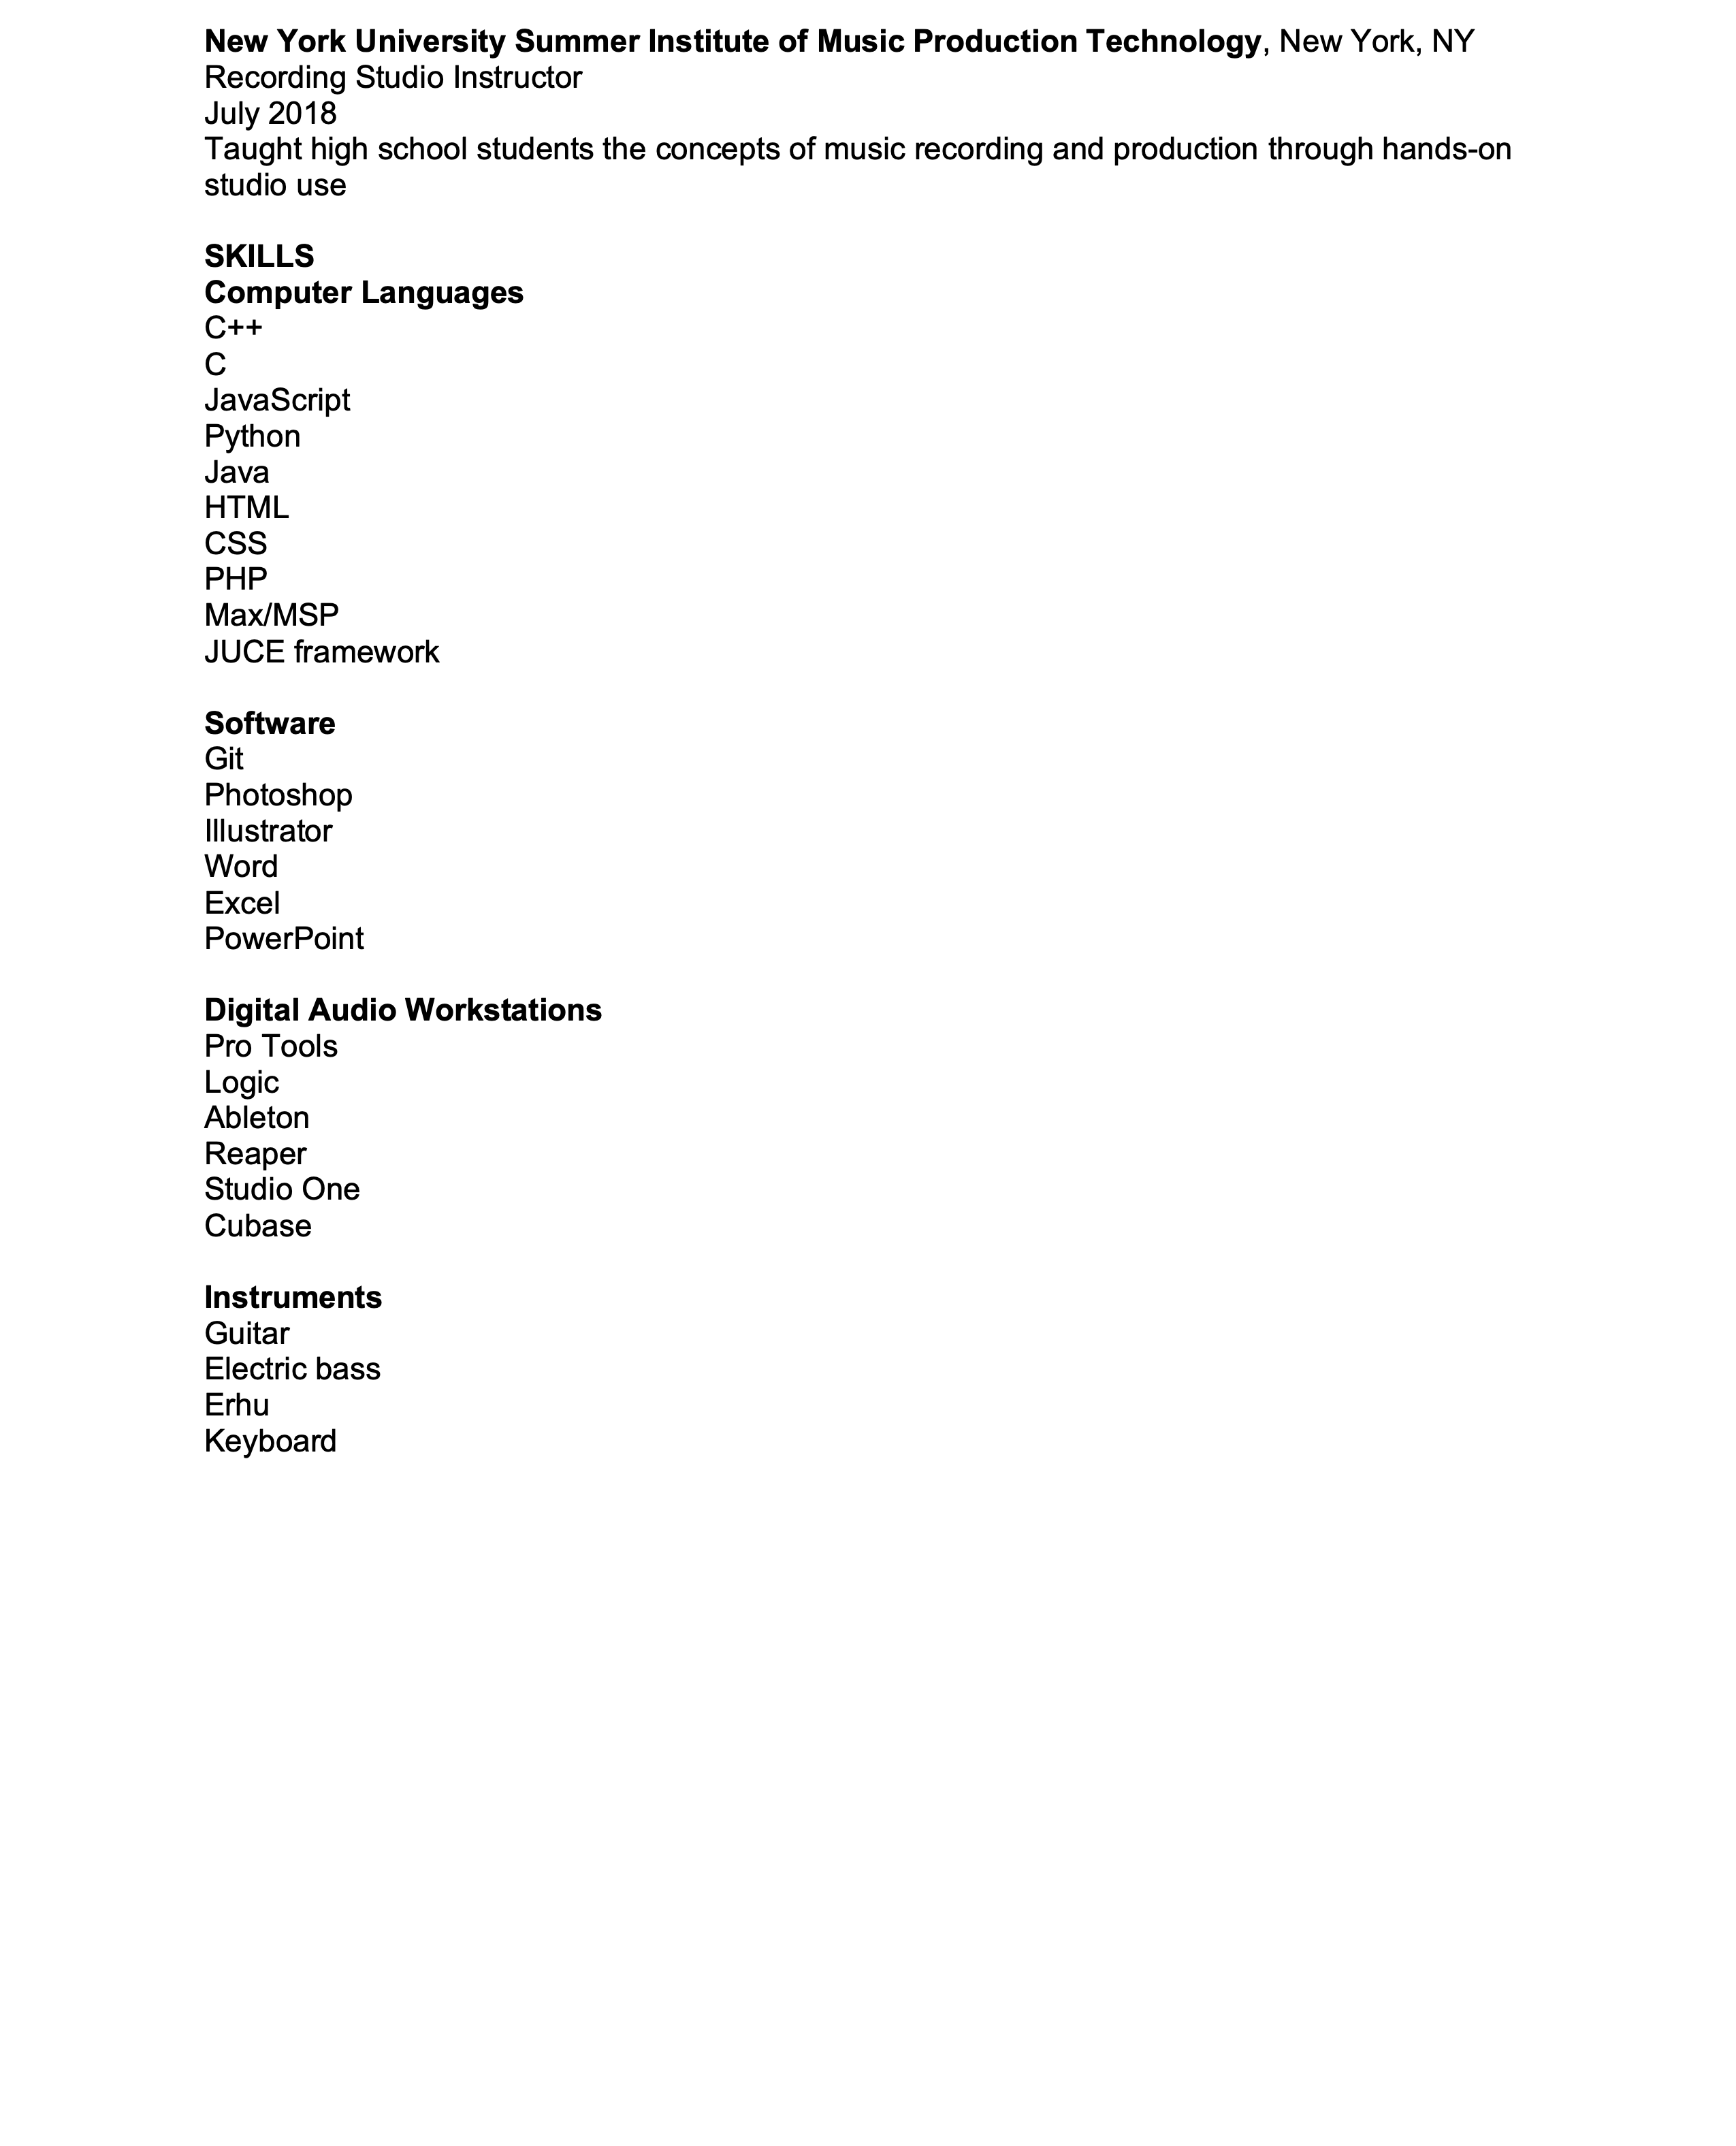 New York University Summer Institute of Music Production Technology, New York, NY
Recording Studio Instructor
July 2018
Taught high school students the concepts of music recording and production through hands-on
studio use
SKILLS
Computer Languages
C++
C
JavaScript
Python
Java
HTML
CSS
PHP
Max/MSP
JUCE framework
Software
Git
Photoshop
Illustrator
Word
Excel
PowerPoint
Digital Audio Workstations
Pro Tools
Logic
Ableton
Reaper
Studio One
Cubase
Instruments
Guitar
Electric bass
Erhu
Keyboard